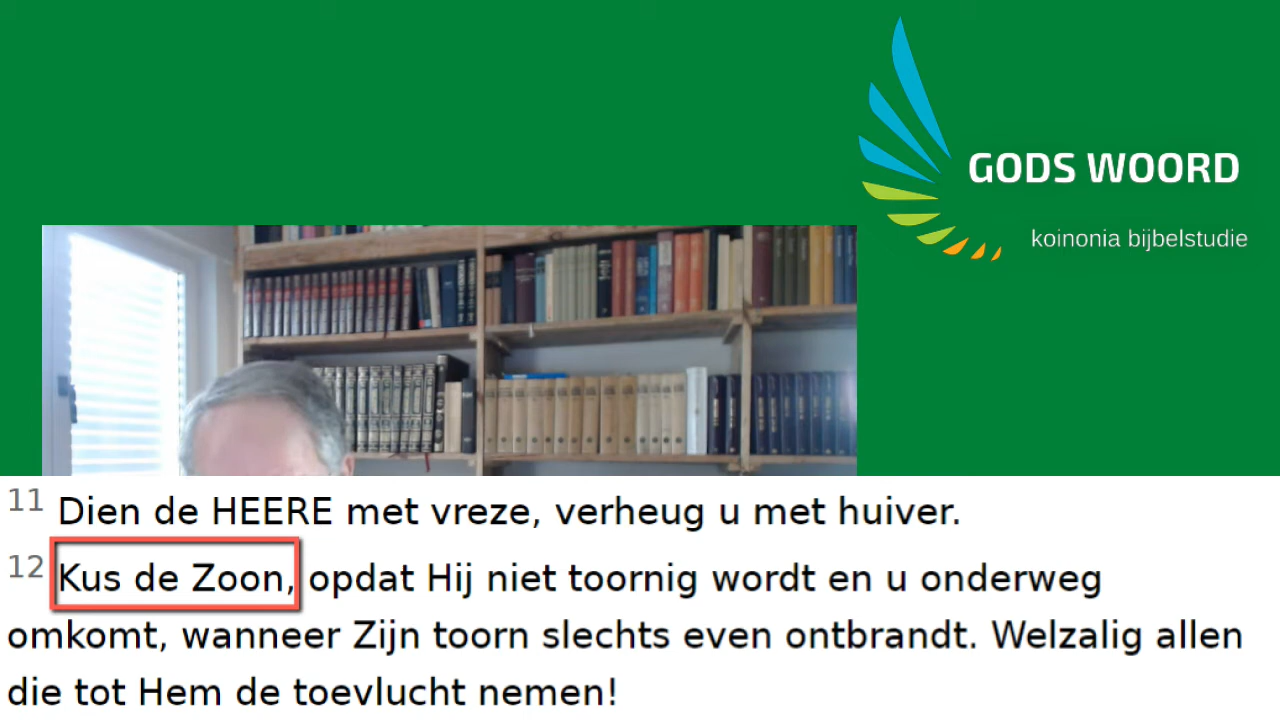 GODS WOORD
koinonia bijbelstudie
11 Dien de HEERE met vreze, verheug u met huiver.
12 Kus de Zoon, opdat Hij niet toornig wordt en u onderweg
omkomt, wanneer Zijn toorn slechts even ontbrandt. Welzalig allen
die tot Hem de toevlucht nemen!